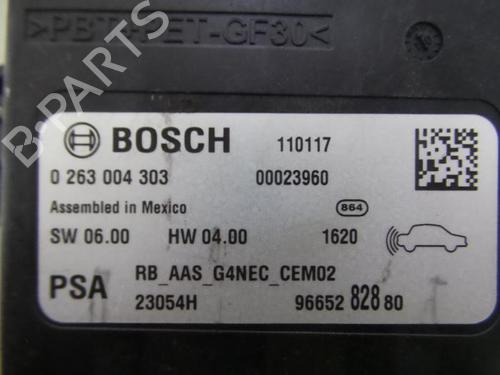 >PBT+PET-GF30<
BOSCH 110117
0 263 004 303 00023960
Assembled in Mexico 864
SW 06.00 HW 04.00 1620
PSA RB_AAS_G4NEC_CEM02
23054H 96652 828 80
B-PARTS